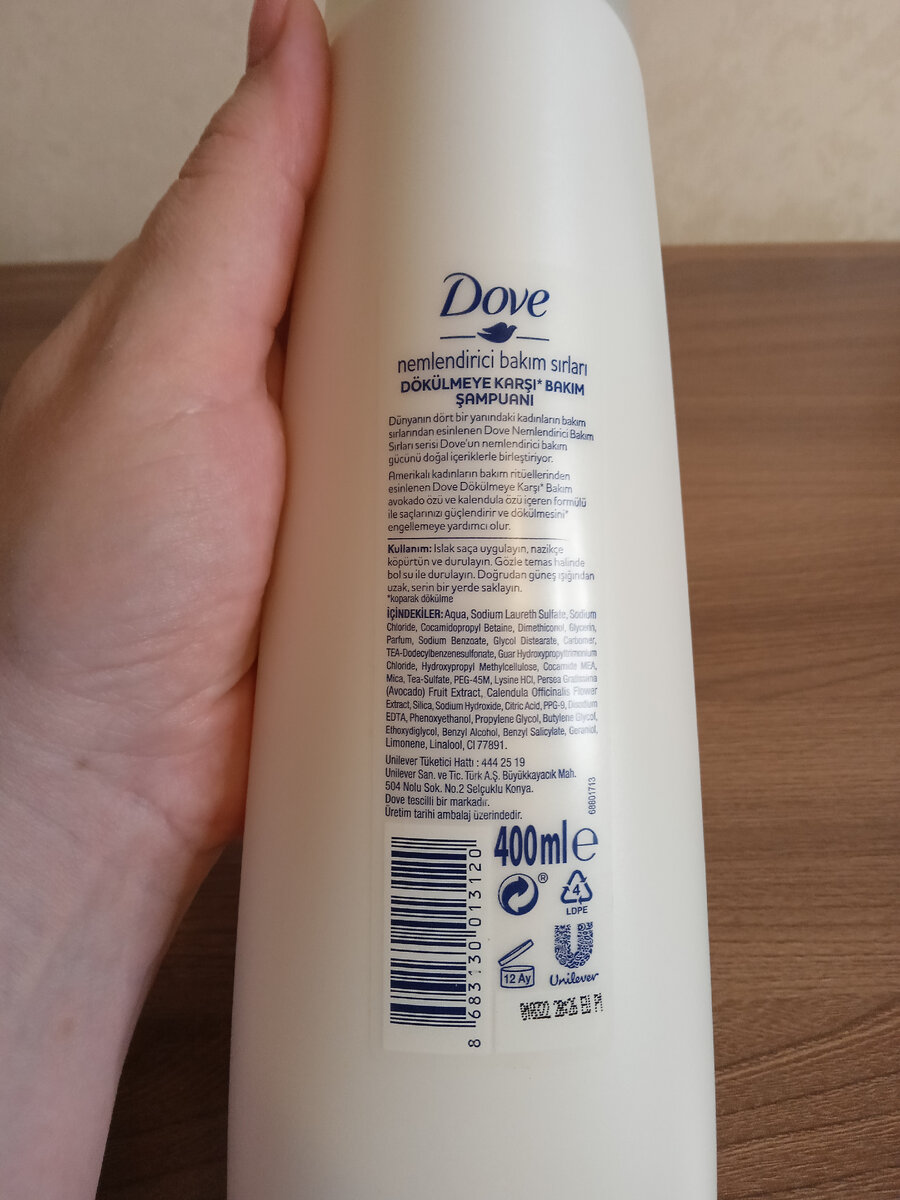 Dove
nemlendirici bakım sırları
DÖKÜLMEYE KARŞI* BAKIM
ŞAMPUANI
Dünyanın dört bir yanındaki kadınların bakım
sırlarından esinlenen Dove Nemlendirici Bakım
Sırları serisi Dove'un nemlendirici bakım
gücünü doğal içeriklerle birleştiriyor.
Amerikalı kadınların bakım ritüellerinden
esinlenen Dove Dökülmeye Karşı* Bakım
avokado özü ve kalendula özü içeren formülü
ile saçlarınızı güçlendirir ve dökülmesini*
engellemeye yardımcı olur.
Kullanım: Islak saça uygulayın, nazikçe
köpürtün ve durulayın. Gözle temas halinde
bol su ile durulayın. Doğrudan güneş ışığından
uzak, serin bir yerde saklayın.
*koparak dökülme
İÇİNDEKİLER: Aqua, Sodium Laureth Sulfate, Sodium
Chloride, Cocamidopropyl Betaine, Dimethiconol, Glycerin,
Parfum, Sodium Benzoate, Glycol Distearate, Carbomer,
TEA-Dodecylbenzenesulfonate, Guar Hydroxypropyltrimonium
Chloride, Hydroxypropyl Methylcellulose, Cocamide MEA,
Mica, Tea-Sulfate, PEG-45M, Lysine HCl, Persea Gratissima
(Avocado) Fruit Extract, Calendula Officinalis Flower
Extract, Silica, Sodium Hydroxide, Citric Acid, PPG-9, Disodium
EDTA, Phenoxyethanol, Propylene Glycol, Butylene Glycol,
Ethoxydiglycol, Benzyl Alcohol, Benzyl Salicylate, Geraniol,
Limonene, Linalool, CI 77891.
Unilever Tüketici Hattı : 444 25 19
Unilever San. ve Tic. Türk A.Ş. Büyükkayacık Mah.
504 Nolu Sok. No.2 Selçuklu Konya.
Dove tescilli bir markadır.
Üretim tarihi ambalaj üzerindedir.
68601713
400ml e
®
4
LDPE
12 Ay
Unilever
8 683130 013120